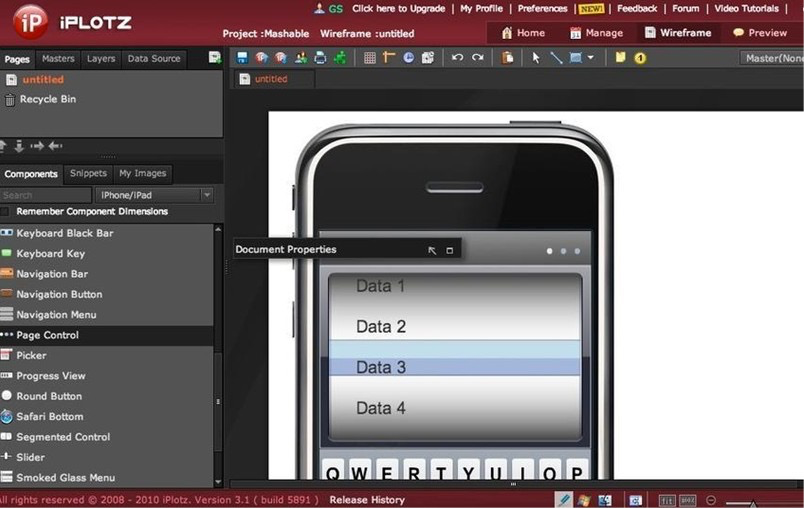 GS Click here to Upgrade | My Profile | Preferences | NEW! | Feedback | Forum | Video Tutorials |
iP iPLOTZ
Project :Mashable Wireframe :untitled
Home Manage Wireframe Preview
Pages Masters Layers Data Source
Master(None
untitled
untitled
Recycle Bin
Components Snippets My Images
Search iPhone/iPad
Remember Component Dimensions
Keyboard Black Bar
Keyboard Key
Document Properties
Navigation Bar
Navigation Button
Navigation Menu
Page Control
Picker
Progress View
Round Button
Safari Bottom
Segmented Control
Slider
Smoked Glass Menu
Data 1
Data 2
Data 3
Data 4
Q W E R T Y U I O P
All rights reserved © 2008 - 2010 iPlotz. Version 3.1 ( build 5891 ) Release History
fit